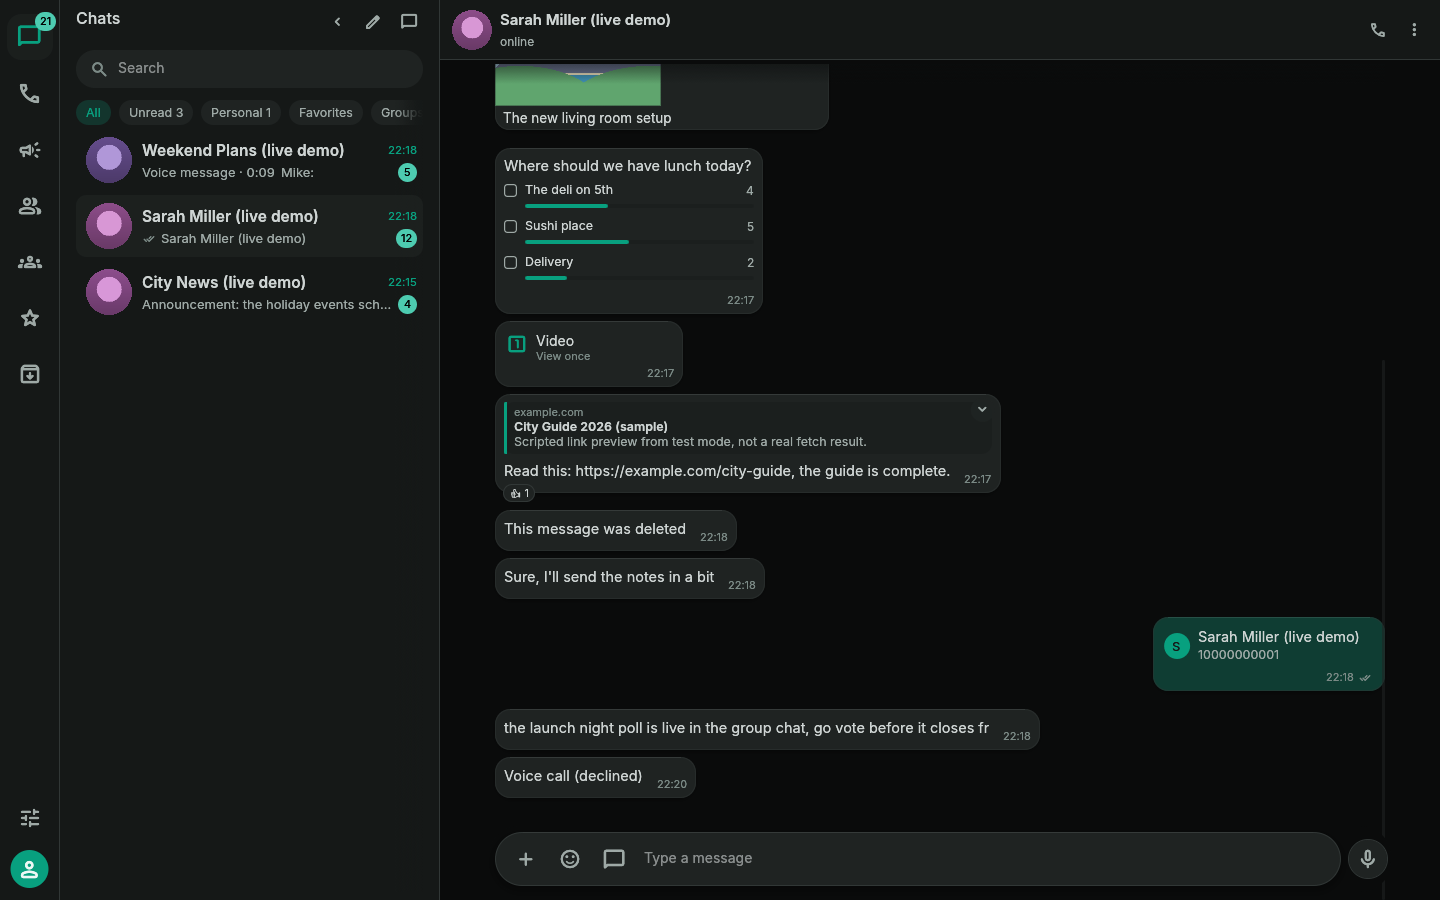 21
Chats
Search
All
Unread 3
Personal 1
Favorites
Group
Weekend Plans (live demo)
22:18
Voice message · 0:09 Mike:
5
Sarah Miller (live demo)
22:18
Sarah Miller (live demo)
12
City News (live demo)
22:15
Announcement: the holiday events sch...
4
Sarah Miller (live demo)
online
The new living room setup
Where should we have lunch today?
The deli on 5th
4
Sushi place
5
Delivery
2
22:17
1
Video
View once
22:17
example.com
City Guide 2026 (sample)
Scripted link preview from test mode, not a real fetch result.
Read this: https://example.com/city-guide, the guide is complete.
22:17
👍 1
This message was deleted
22:18
Sure, I'll send the notes in a bit
22:18
S
Sarah Miller (live demo)
10000000001
22:18
the launch night poll is live in the group chat, go vote before it closes fr
22:18
Voice call (declined)
22:20
Type a message